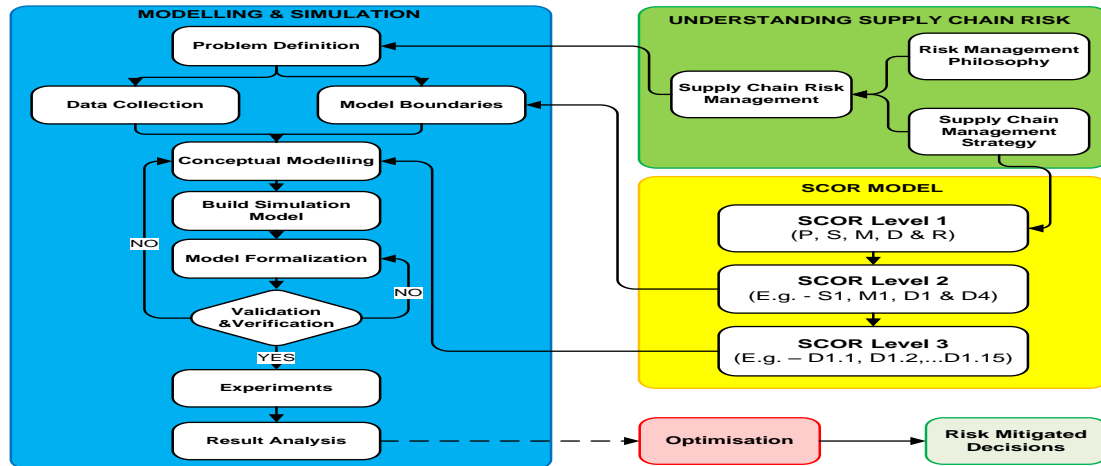 MODELLING & SIMULATION
Problem Definition
Data Collection
Model Boundaries
Conceptual Modelling
Build Simulation
Model
NO
Model Formalization
NO
Validation
&Verification
YES
Experiments
Result Analysis
UNDERSTANDING SUPPLY CHAIN RISK
Risk Management
Philosophy
Supply Chain Risk
Management
Supply Chain
Management
Strategy
SCOR MODEL
SCOR Level 1
(P, S, M, D & R)
SCOR Level 2
(E.g. - S1, M1, D1 & D4)
SCOR Level 3
(E.g. – D1.1, D1.2,...D1.15)
Optimisation
Risk Mitigated
Decisions